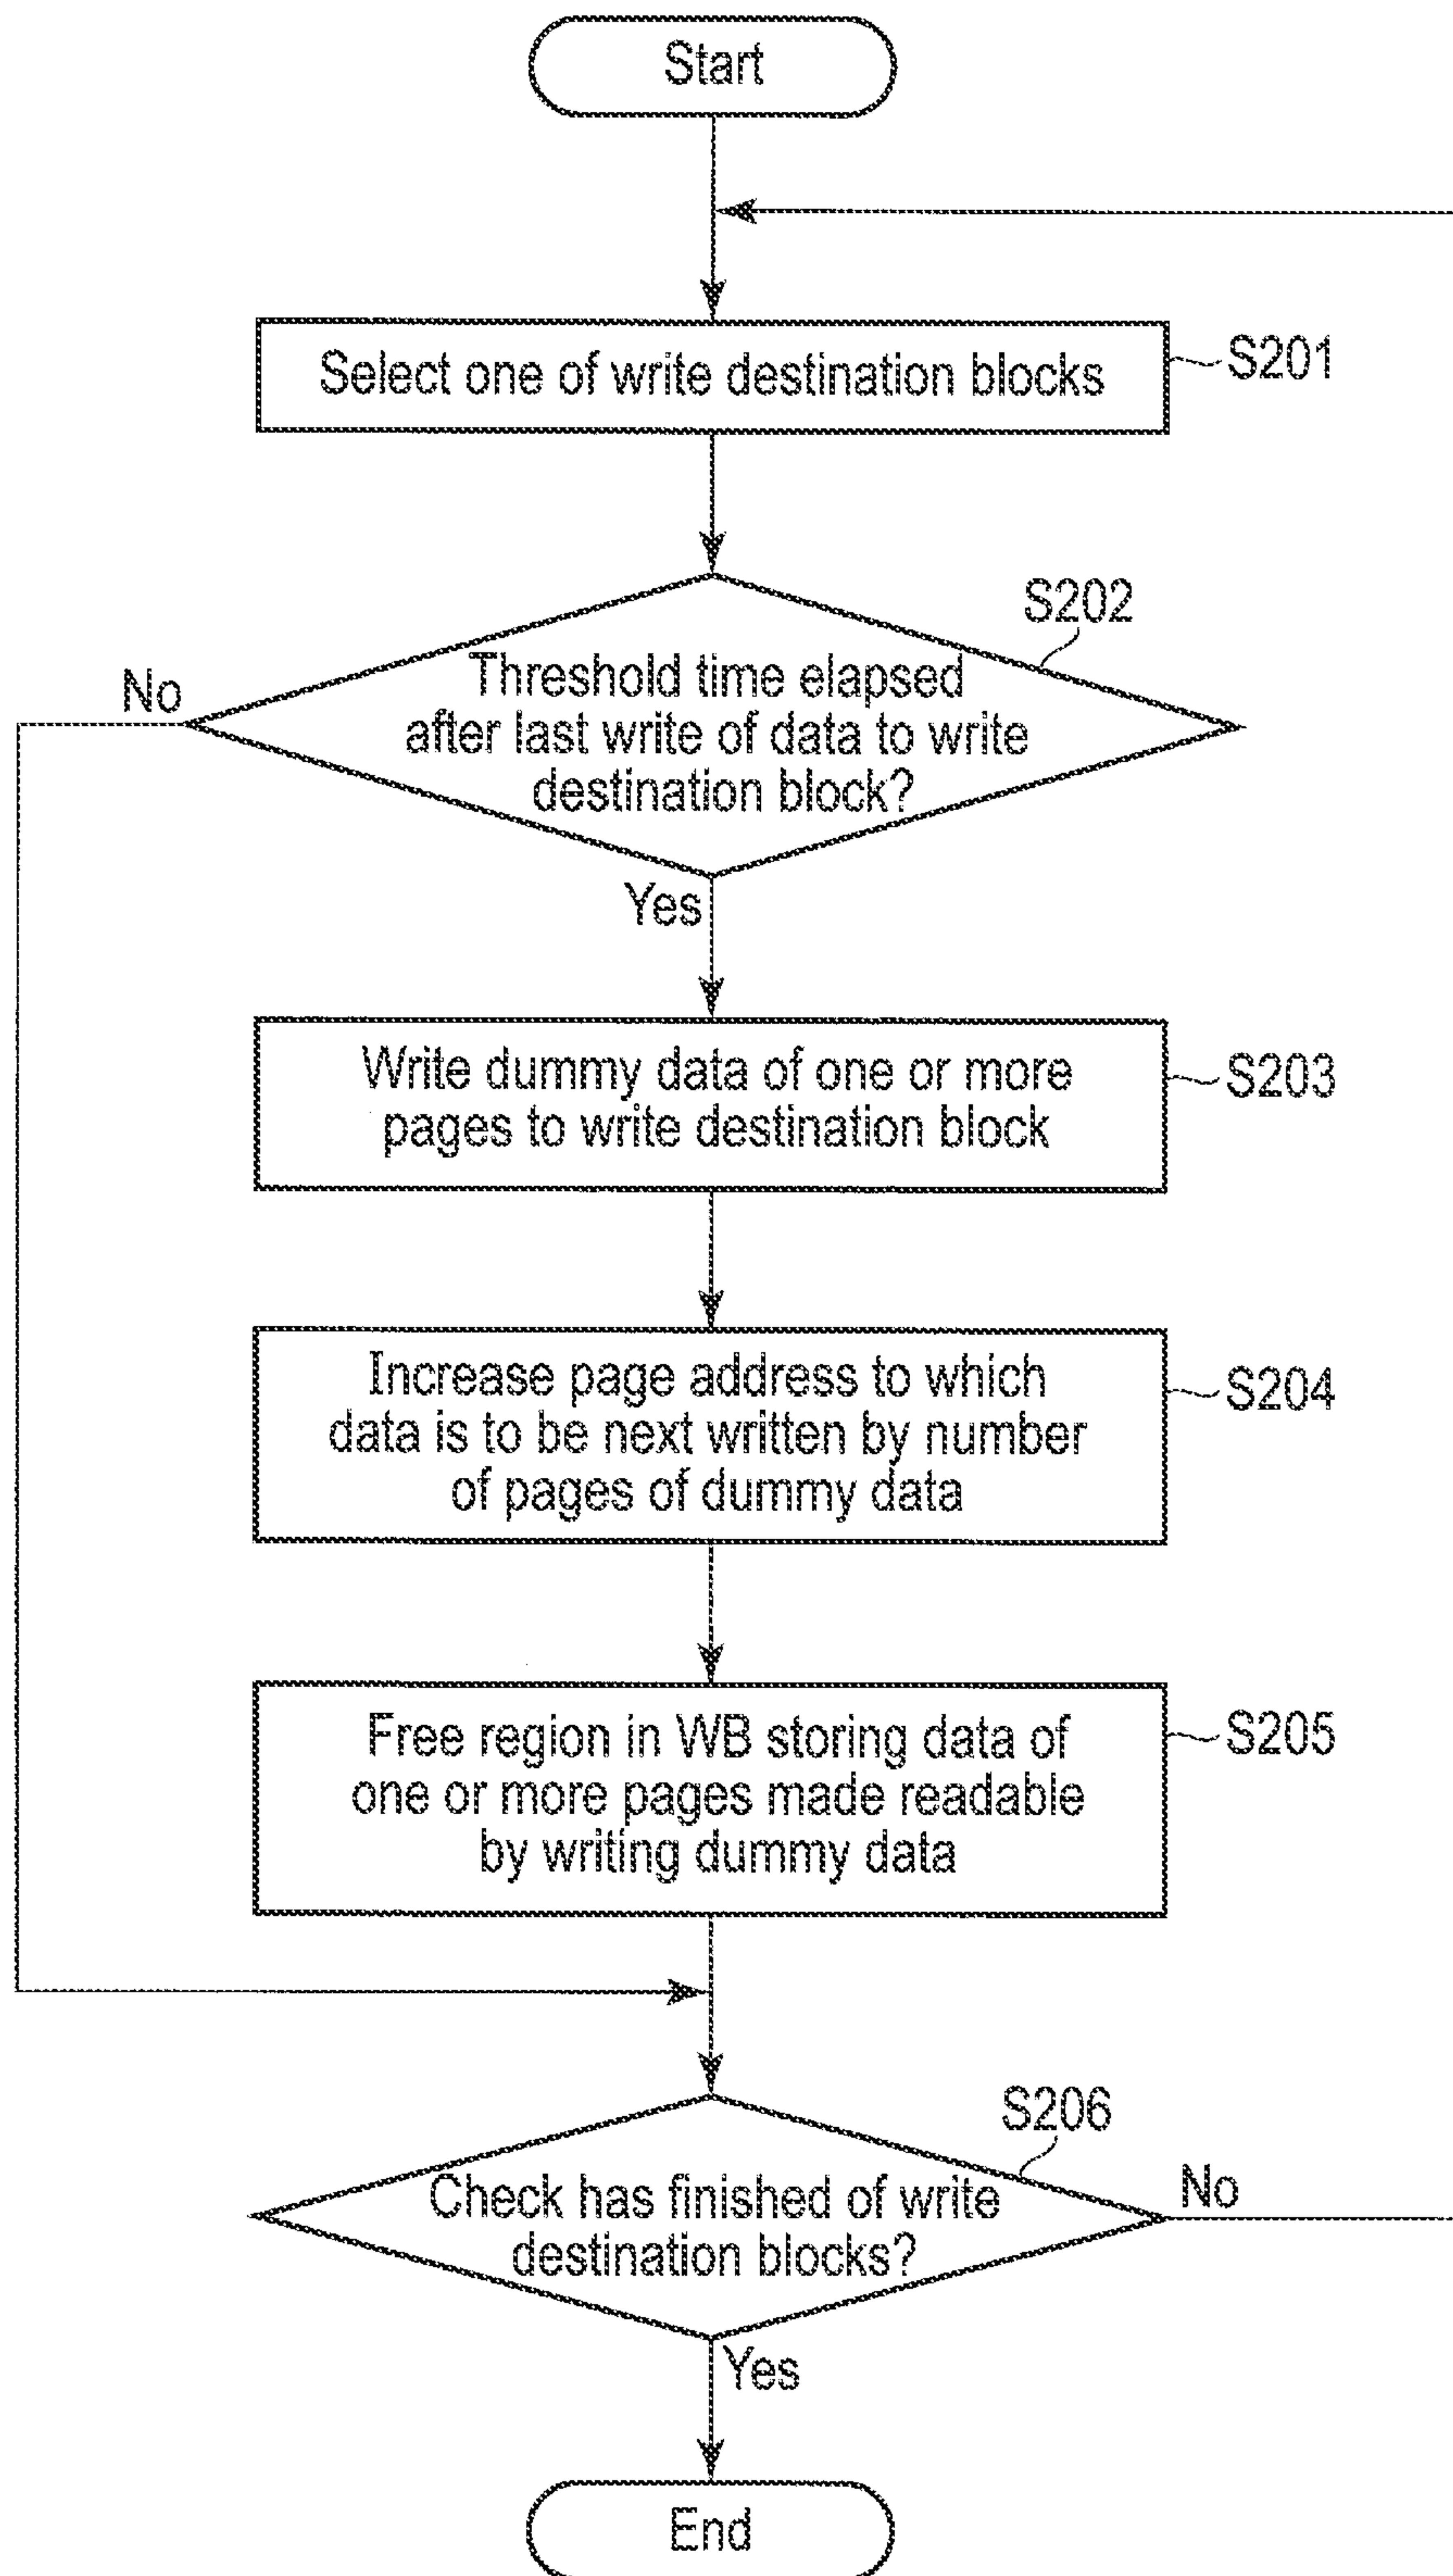 Start
Select one of write destination blocks
S201
S202
Threshold time elapsed
after last write of data to write
destination block?
No
Yes
Write dummy data of one or more
pages to write destination block
S203
Increase page address to which
data is to be next written by number
of pages of dummy data
S204
Free region in WB storing data of
one or more pages made readable
by writing dummy data
S205
S206
Check has finished of write
destination blocks?
No
Yes
End